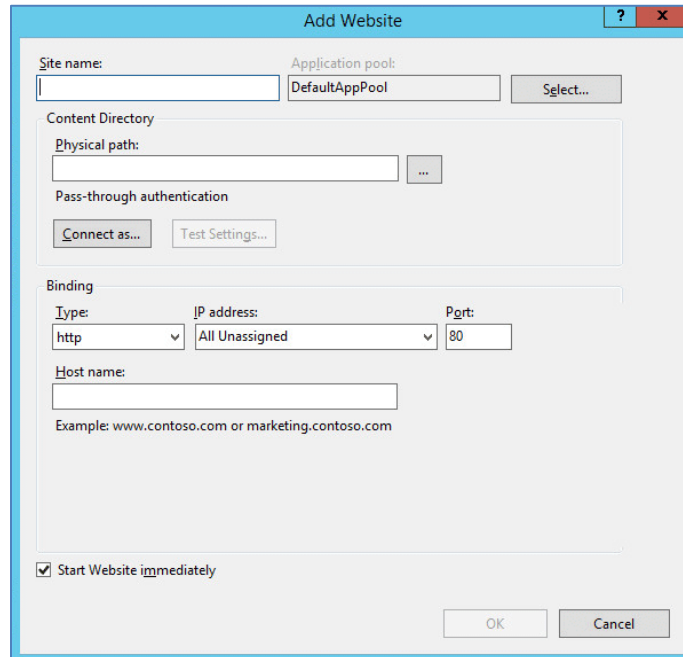 Add Website
?
x
Site name:
Application pool:
DefaultAppPool
Select...
Content Directory
Physical path:
...
Pass-through authentication
Connect as...
Test Settings...
Binding
Type:
IP address:
Port:
http
All Unassigned
80
Host name:
Example: www.contoso.com or marketing.contoso.com
Start Website immediately
OK
Cancel